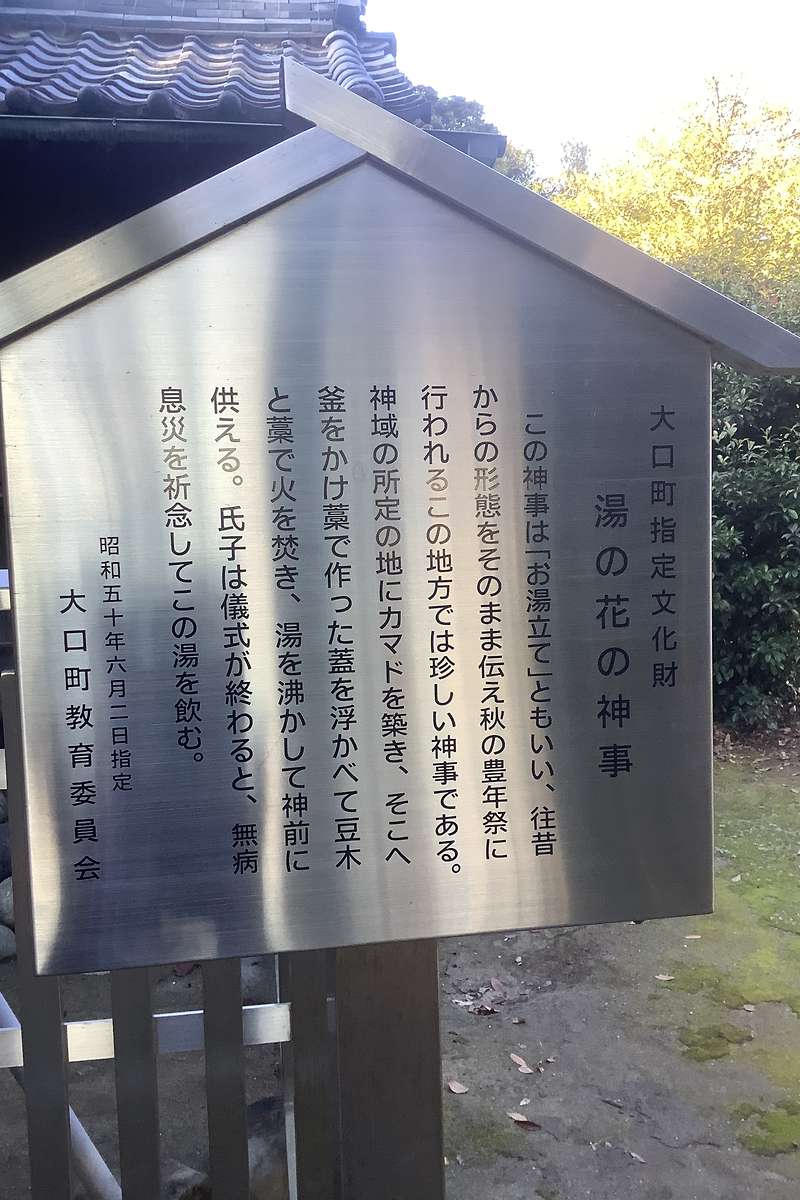 大口町指定文化財
湯の花の神事
この神事は「お湯立て」ともいい、往昔
からの形態をそのまま伝え秋の豊年祭に
行われるこの地方では珍しい神事である。
神域の所定の地にカマドを築き、そこへ
釜をかけ藁で作った蓋を浮かべて豆木
と藁で火を焚き、湯を沸かして神前に
供える。氏子は儀式が終わると、無病
息災を祈念してこの湯を飲む。
昭和五十年六月二日指定
大口町教育委員会